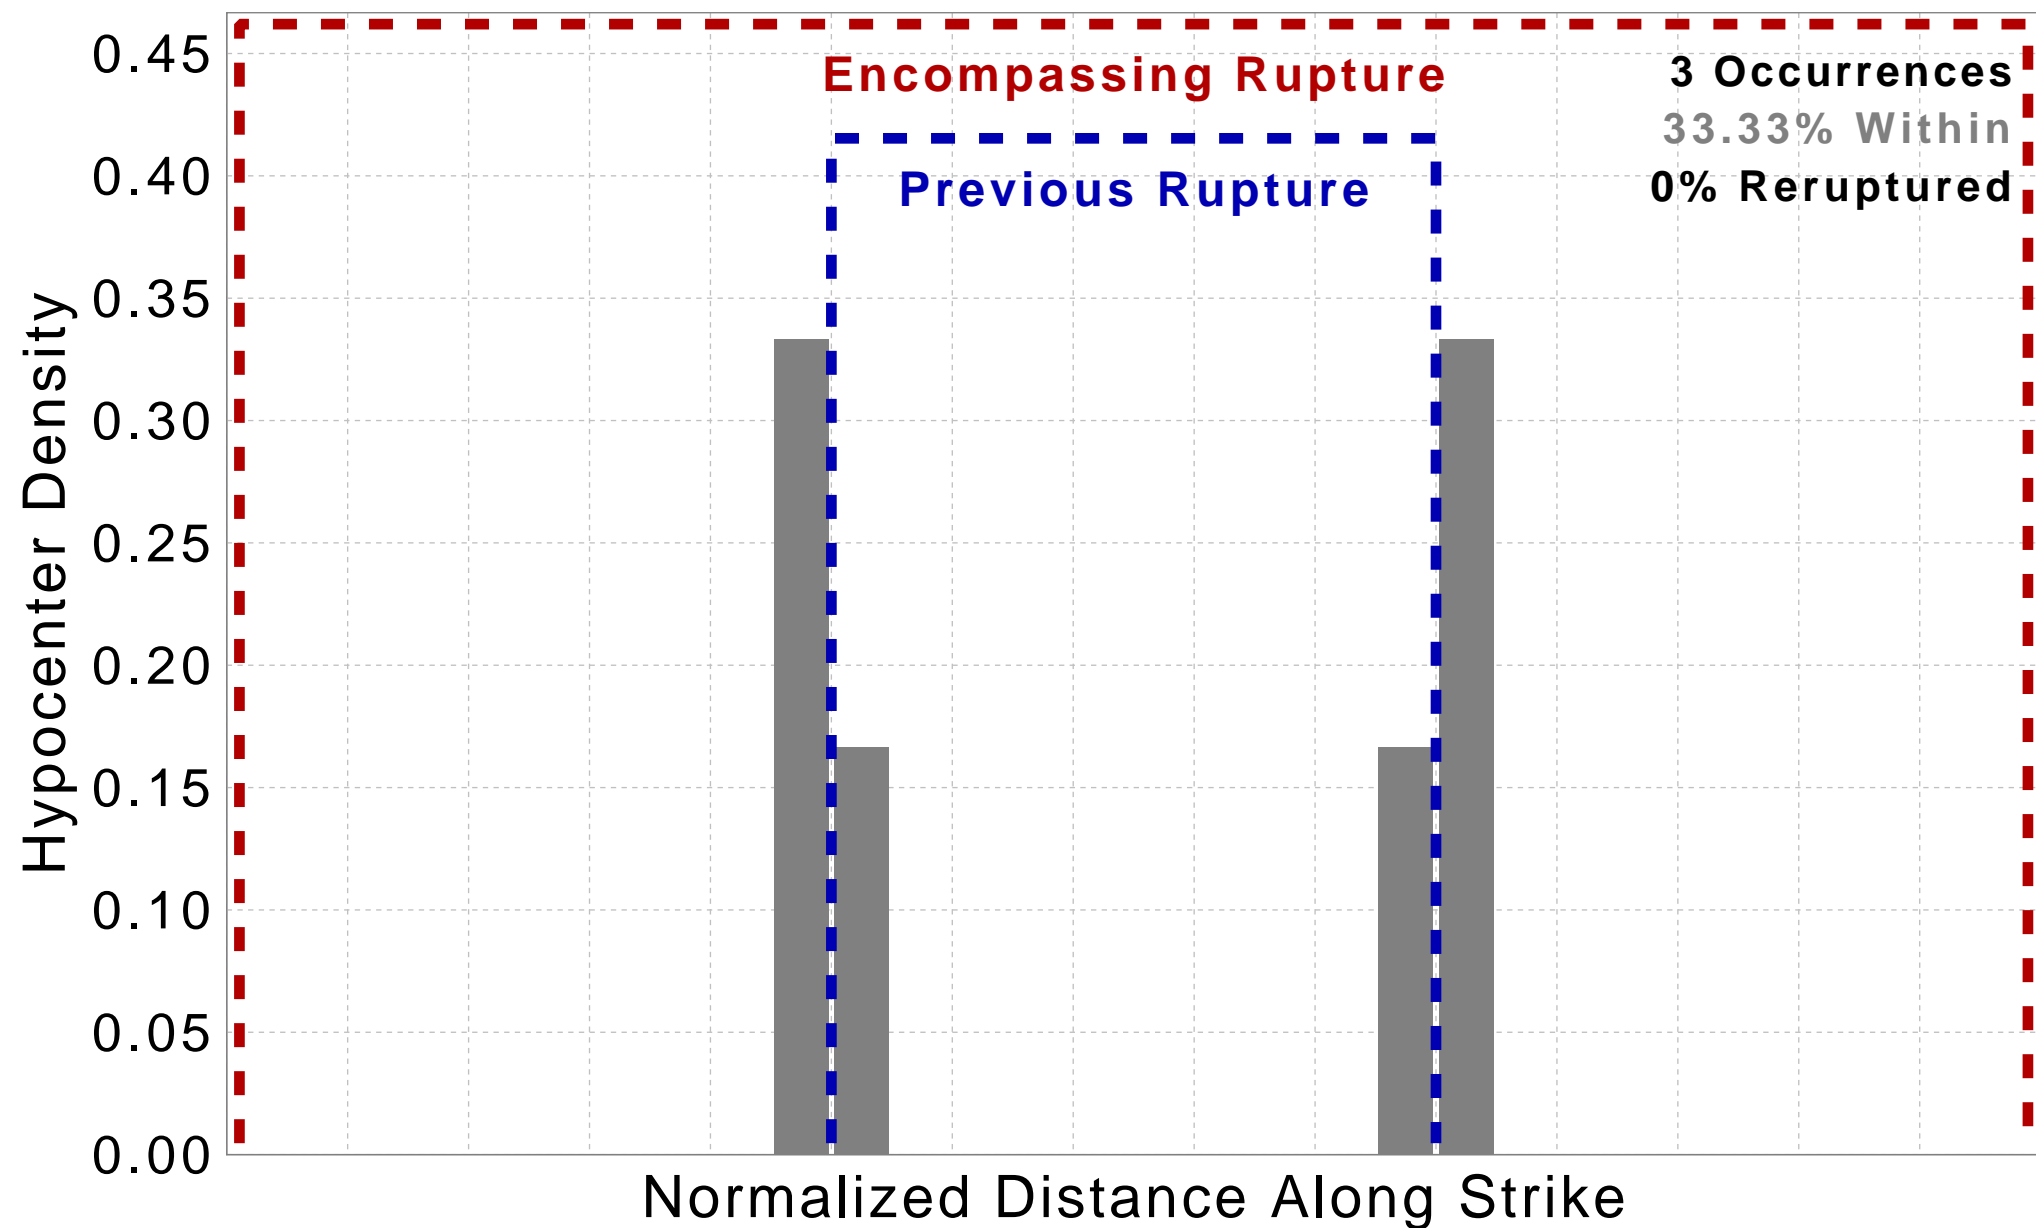 Encompassing Rupture
3 Occurrences
33.33% Within
Previous Rupture
0% Reruptured
Hypocenter Density
0.45
0.40
0.35
0.30
0.25
0.20
0.15
0.10
0.05
0.00
Normalized Distance Along Strike